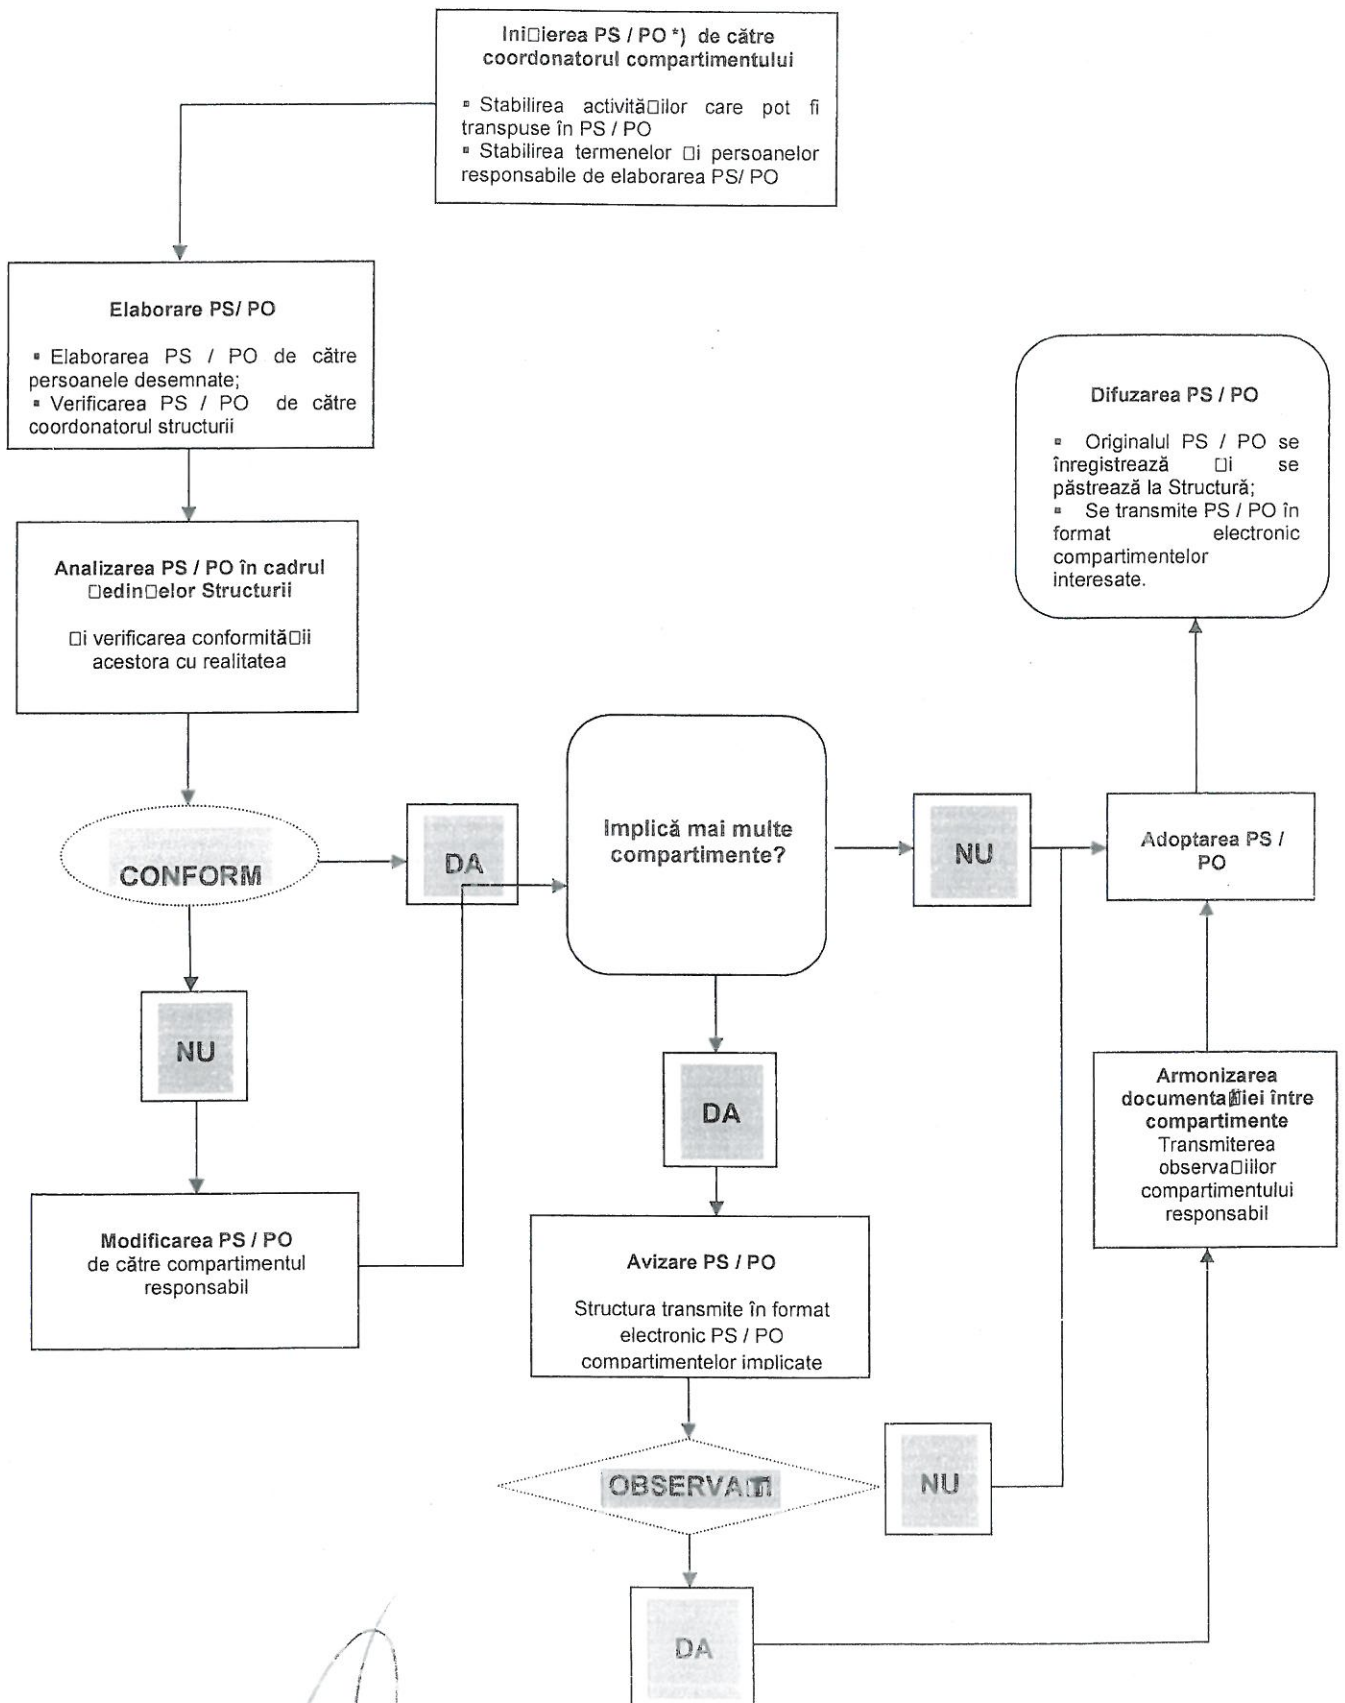 Ini□ierea PS / PO *) de către
coordonatorul compartimentului
▫ Stabilirea activită□ilor care pot fi
transpuse în PS / PO
▫ Stabilirea termenelor □i persoanelor
responsabile de elaborarea PS/ PO
Elaborare PS/ PO
▫ Elaborarea PS / PO de către
persoanele desemnate;
▫ Verificarea PS / PO de către
coordonatorul structurii
Analizarea PS / PO în cadrul
□edin□elor Structurii
□i verificarea conformită□ii
acestora cu realitatea
CONFORM
DA
NU
Modificarea PS / PO
de către compartimentul
responsabil
Implică mai multe
compartimente?
NU
DA
Avizare PS / PO
Structura transmite în format
electronic PS / PO
compartimentelor implicate
NU
DA
Armonizarea
între
compartimente
Transmiterea
observa□iilor
compartimentului
responsabil
Adoptarea PS /
PO
Difuzarea PS / PO
▫ Originalul PS / PO se
înregistrează □i se
păstrează la Structură;
▫ Se transmite PS / PO în
format electronic
compartimentelor
interesate.